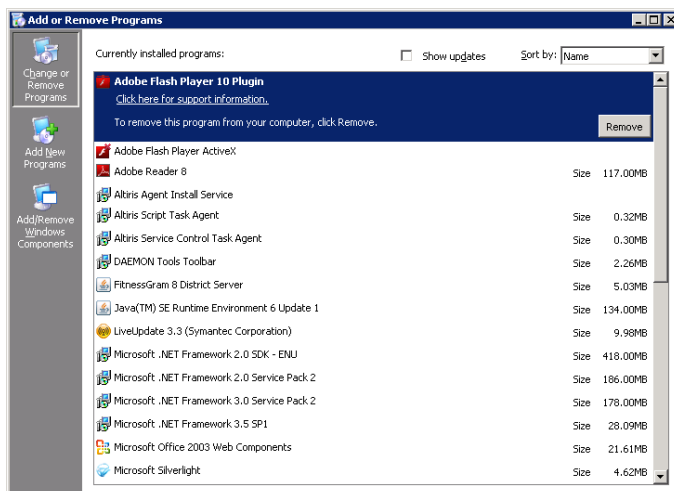 Add or Remove Programs
Change or
Remove
Programs
Add New
Programs
Add/Remove
Windows
Components
Currently installed programs:
Show updates
Sort by: Name
Adobe Flash Player 10 Plugin
Click here for support information.
To remove this program from your computer, click Remove.
Remove
Adobe Flash Player ActiveX
Adobe Reader 8 Size 117.00MB
Altiris Agent Install Service
Altiris Script Task Agent Size 0.32MB
Altiris Service Control Task Agent Size 0.30MB
DAEMON Tools Toolbar Size 2.26MB
FitnessGram 8 District Server Size 5.03MB
Java(TM) SE Runtime Environment 6 Update 1 Size 134.00MB
LiveUpdate 3.3 (Symantec Corporation) Size 9.98MB
Microsoft .NET Framework 2.0 SDK - ENU Size 418.00MB
Microsoft .NET Framework 2.0 Service Pack 2 Size 186.00MB
Microsoft .NET Framework 3.0 Service Pack 2 Size 178.00MB
Microsoft .NET Framework 3.5 SP1 Size 28.09MB
Microsoft Office 2003 Web Components Size 21.61MB
Microsoft Silverlight Size 4.62MB